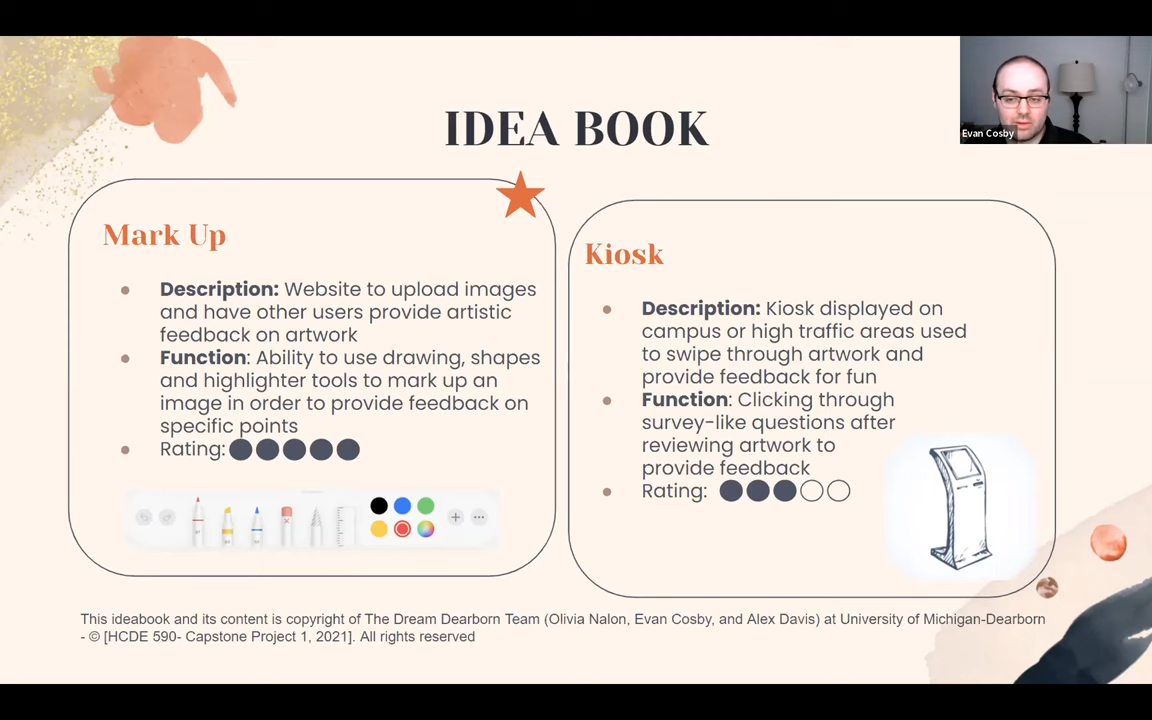 IDEA BOOK
Evan Cosby
Mark Up
Description: Website to upload images
and have other users provide artistic
feedback on artwork
Function: Ability to use drawing, shapes
and highlighter tools to mark up an
image in order to provide feedback on
specific points
Rating:
Kiosk
Description: Kiosk displayed on
campus or high traffic areas used
to swipe through artwork and
provide feedback for fun
Function: Clicking through
survey-like questions after
reviewing artwork to
provide feedback
Rating:
This ideabook and its content is copyright of The Dream Dearborn Team (Olivia Nalon, Evan Cosby, and Alex Davis) at University of Michigan-Dearborn
- © [HCDE 590- Capstone Project 1, 2021]. All rights reserved